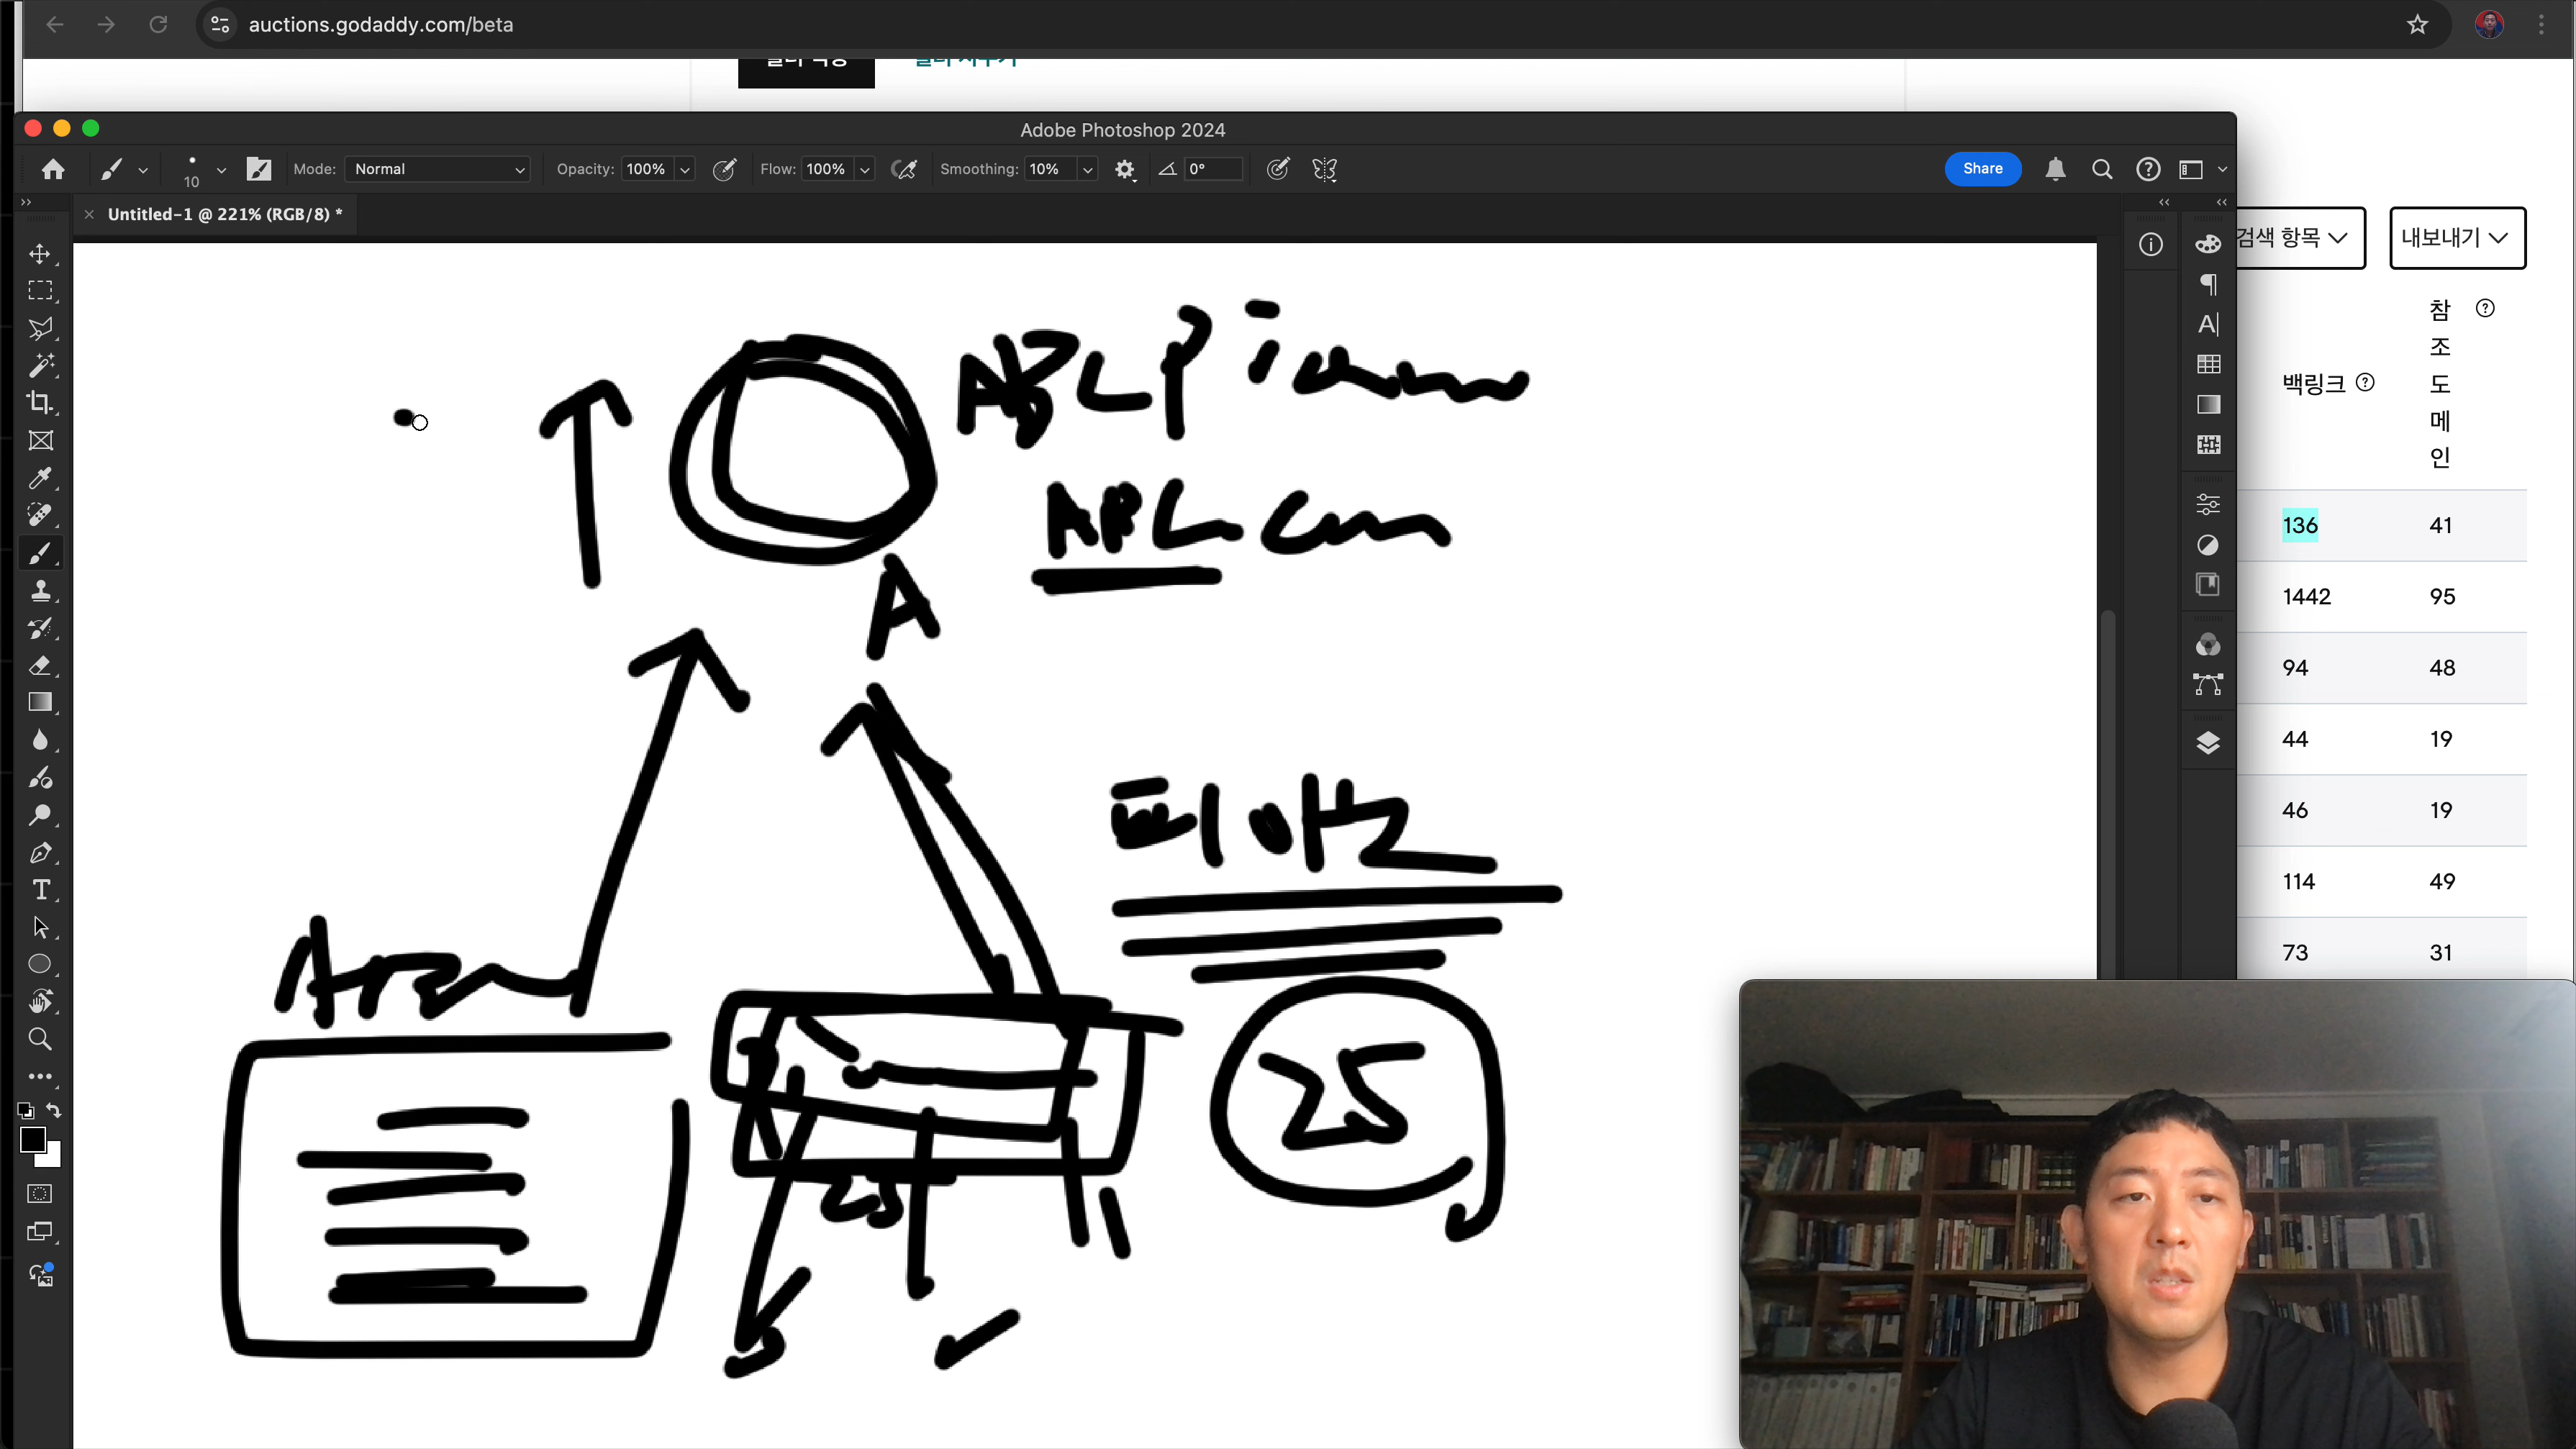 auctions.godaddy.com/beta
Adobe Photoshop 2024
10
Mode:
Normal
Opacity:
100%
Flow:
100%
Smoothing:
10%
0°
Share
Untitled-1 @ 221% (RGB/8) *
검색 항목
내보내기
백링크
참조 도메인
136
41
1442
95
94
48
44
19
46
19
114
49
73
31
A
피아노
25
25